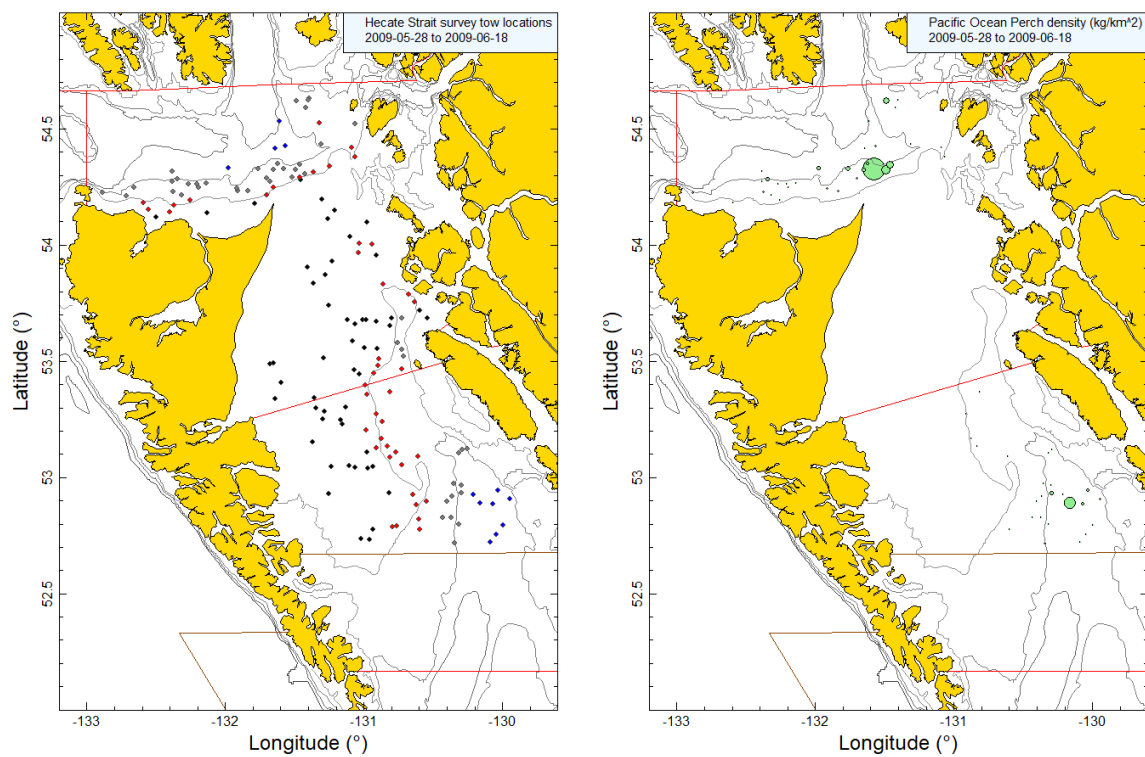 Hecate Strait survey tow locations
2009-05-28 to 2009-06-18
54.5
54
53.5
53
52.5
Latitude (°)
-133
-132
-131
-130
Longitude (°)
Pacific Ocean Perch density (kg/km^2)
2009-05-28 to 2009-06-18
54.5
54
53.5
53
52.5
Latitude (°)
-133
-132
-131
-130
Longitude (°)